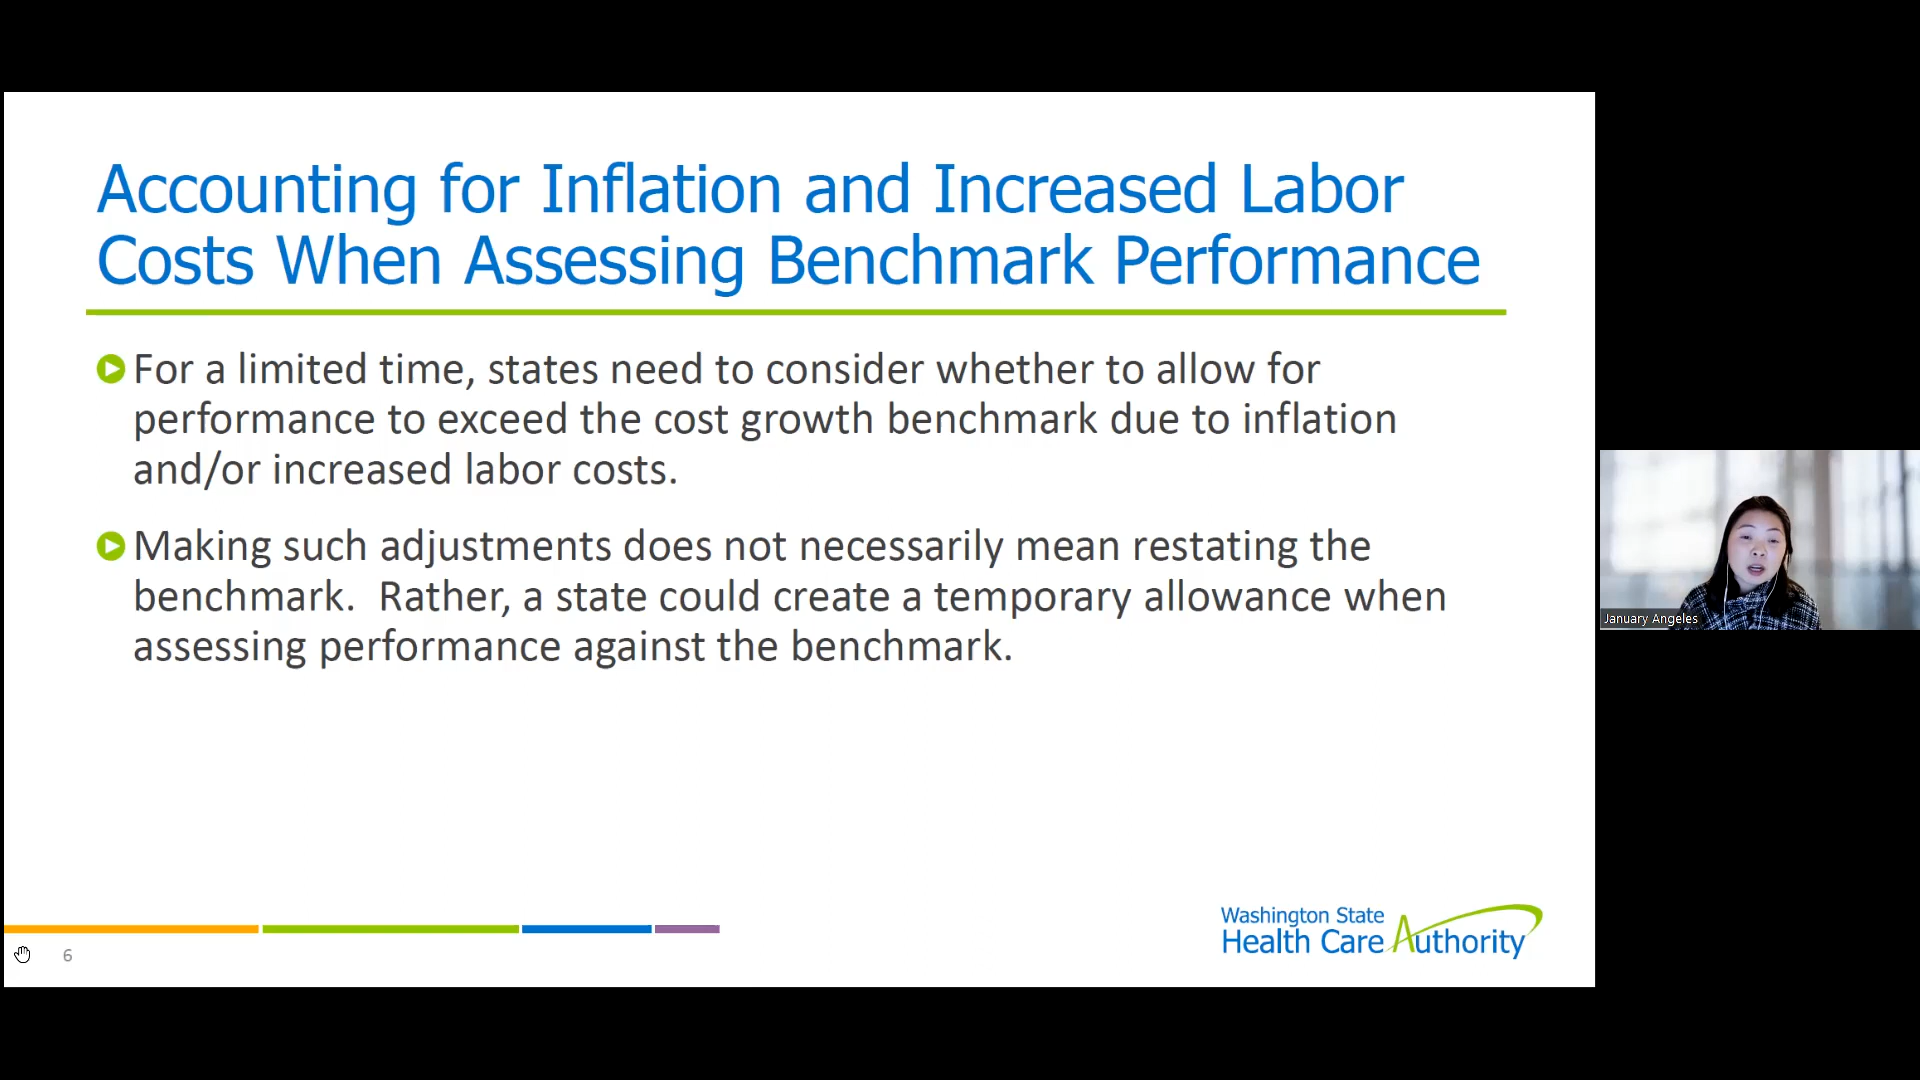 Accounting for Inflation and Increased Labor
Costs When Assessing Benchmark Performance
For a limited time, states need to consider whether to allow for
performance to exceed the cost growth benchmark due to inflation
and/or increased labor costs.
Making such adjustments does not necessarily mean restating the
benchmark.  Rather, a state could create a temporary allowance when
assessing performance against the benchmark.
January Angeles
Washington State
Health Care Authority
6